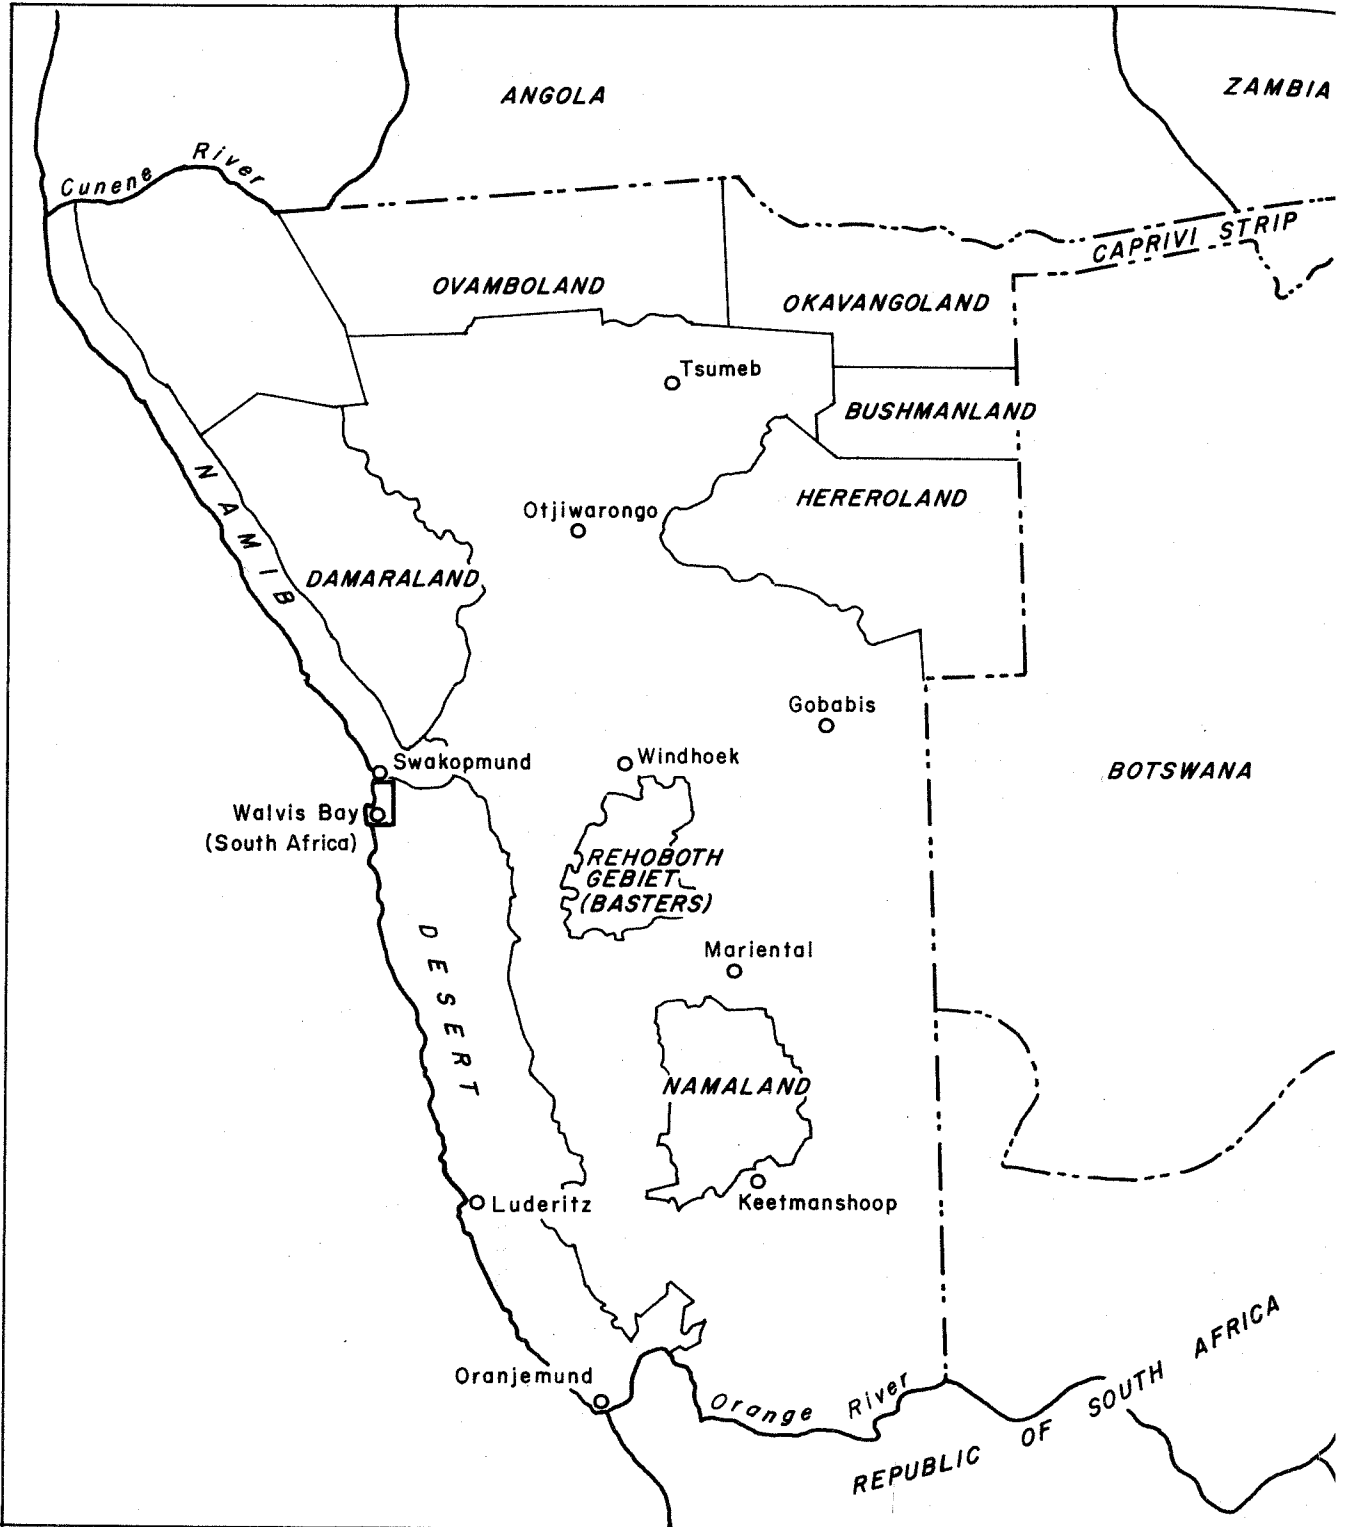 ANGOLA
ZAMBIA
Cunene River
CAPRIVI STRIP
OVAMBOLAND
OKAVANGOLAND
Tsumeb
BUSHMANLAND
HEREROLAND
Otjiwarongo
NAMIB
DAMARALAND
Gobabis
Swakopmund
Windhoek
BOTSWANA
Walvis Bay
(South Africa)
REHOBOTH
GEBIET
(BASTERS)
DESERT
Mariental
NAMALAND
Luderitz
Keetmanshoop
Oranjemund
Orange River
REPUBLIC OF SOUTH AFRICA